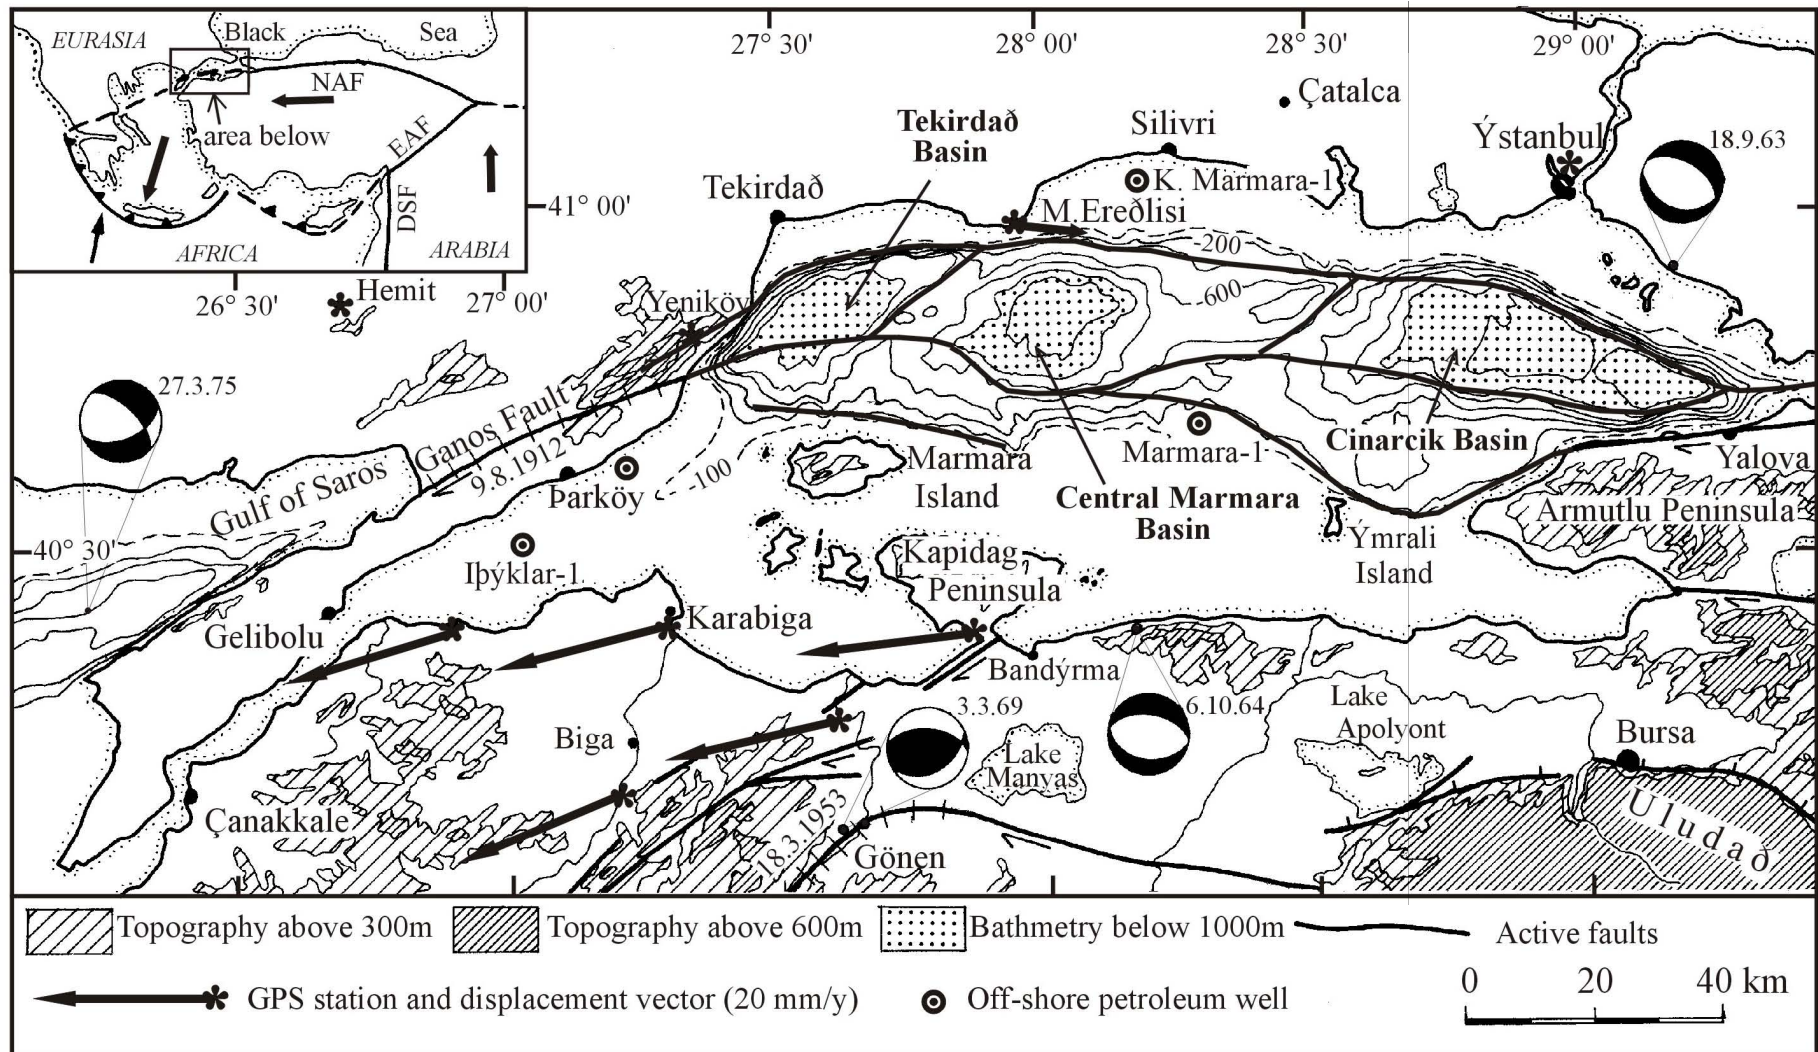 EURASIA
Black
Sea
NAF
area below
EAF
DSF
AFRICA
ARABIA
27° 30'
28° 00'
28° 30'
29° 00'
41° 00'
26° 30'
27° 00'
40° 30'
Çatalca
Tekirdað
Basin
Silivri
Ýstanbul
18.9.63
Tekirdað
K. Marmara-1
M.Ereðlisi
-200
-600
Hemit
Yeniköy
27.3.75
Ganos Fault
9.8.1912
Gulf of Saros
Þarköy
-100
Marmara
Island
Marmara-1
Cinarcik Basin
Yalova
Central Marmara
Basin
Armutlu Peninsula
Ýmrali
Island
Iþýklar-1
Kapidag
Peninsula
Gelibolu
Karabiga
Bandýrma
3.3.69
6.10.64
Lake
Apolyont
Biga
Lake
Manyas
Bursa
Çanakkale
18.3.1953
Gönen
Uludað
Topography above 300m
Topography above 600m
Bathmetry below 1000m
Active faults
GPS station and displacement vector (20 mm/y)
Off-shore petroleum well
0 20 40 km